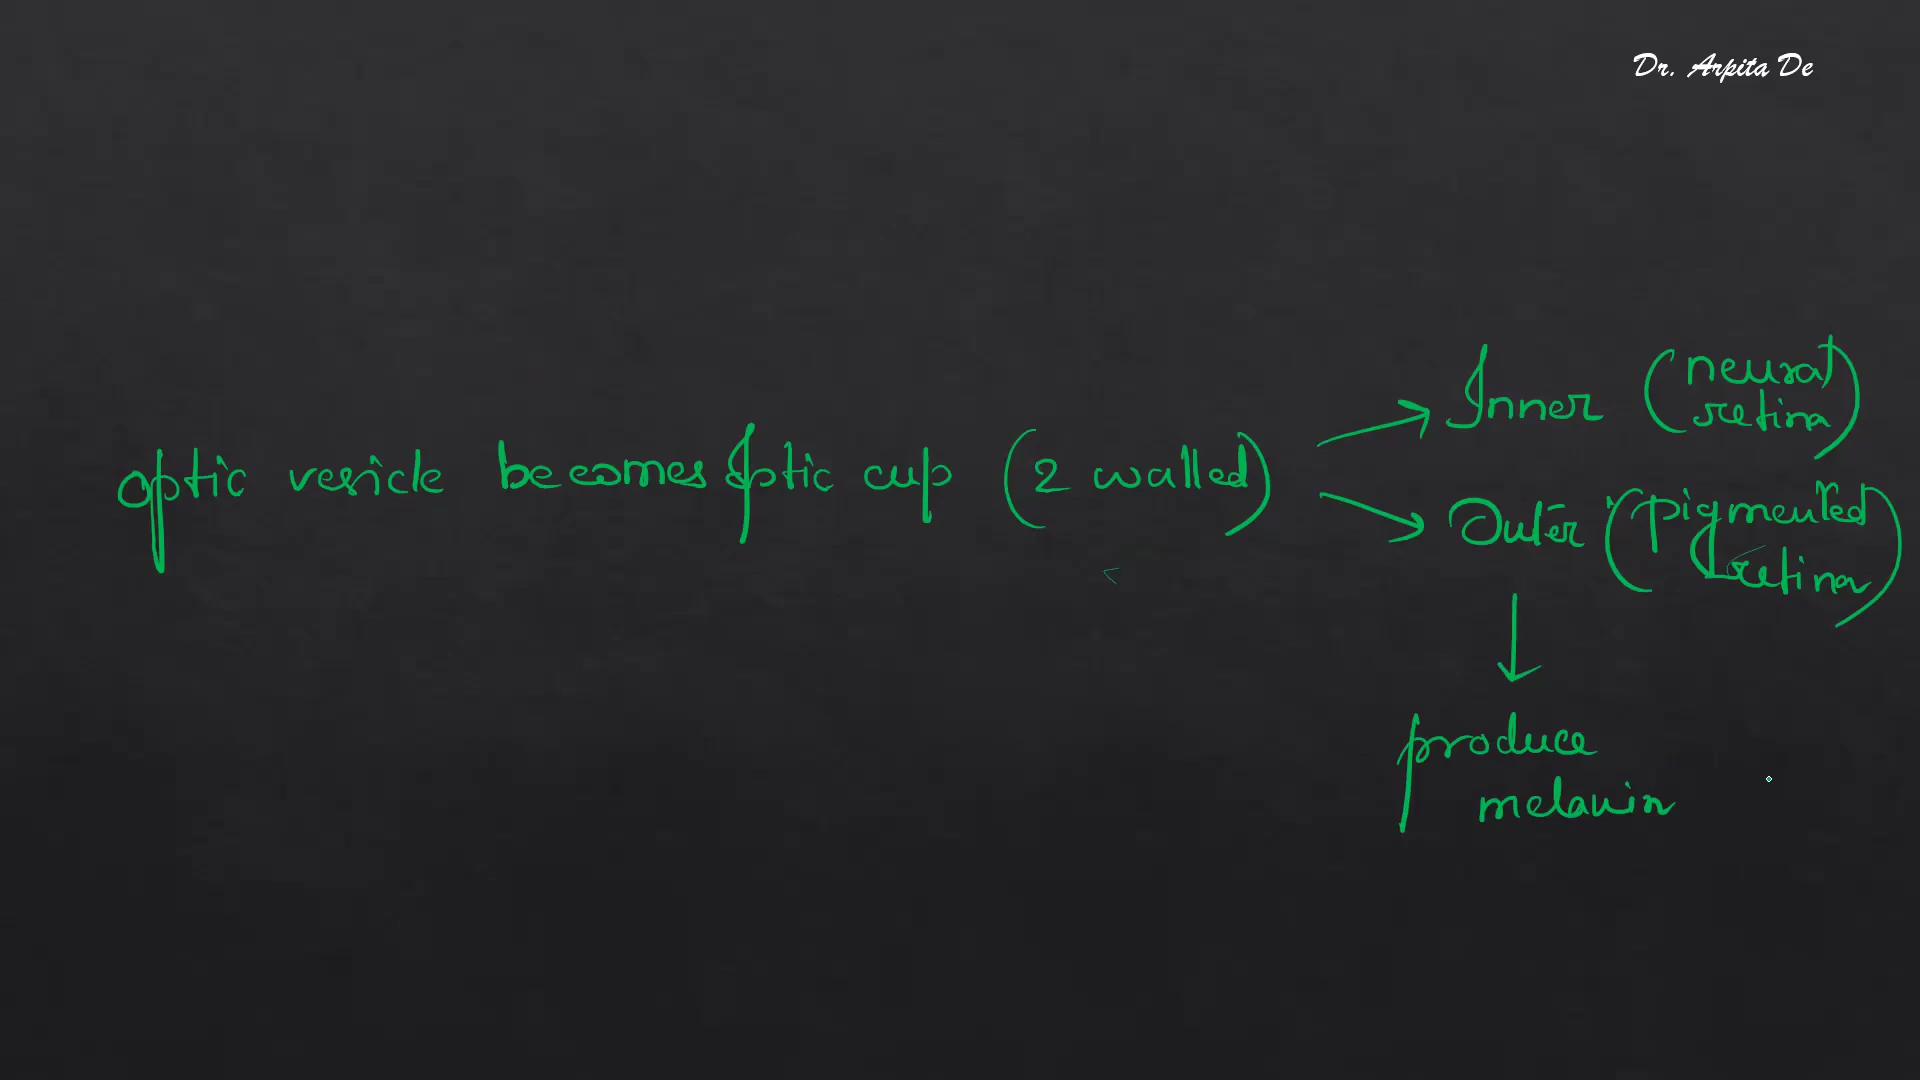 Dr. Arpita De
optic vesicle becomes optic cup (2 walled)
Inner (neural retina)
Outer (pigmented retina)
produce
melanin